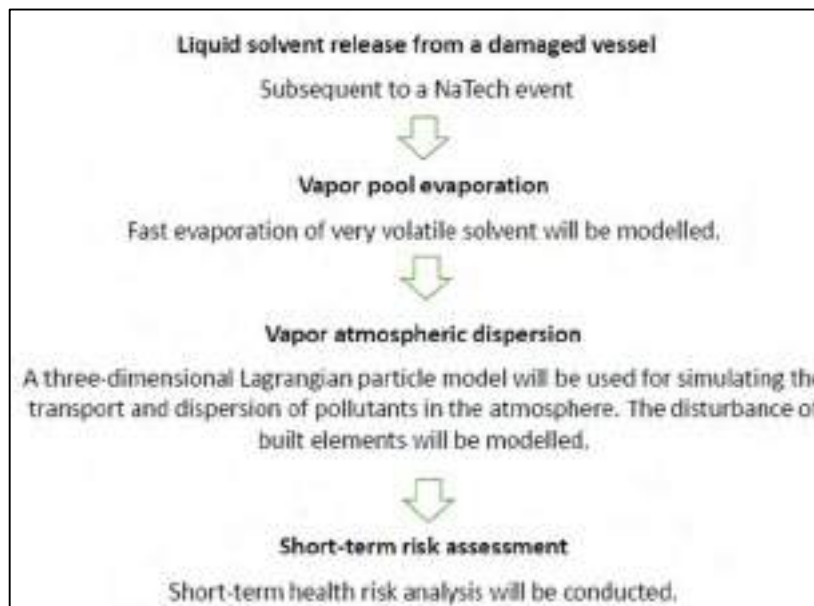 Liquid solvent release from a damaged vessel
Subsequent to a NaTech event
Vapor pool evaporation
Fast evaporation of very volatile solvent will be modelled.
Vapor atmospheric dispersion
A three-dimensional Lagrangian particle model will be used for simulating the
transport and dispersion of pollutants in the atmosphere. The disturbance of
built elements will be modelled.
Short-term risk assessment
Short-term health risk analysis will be conducted.